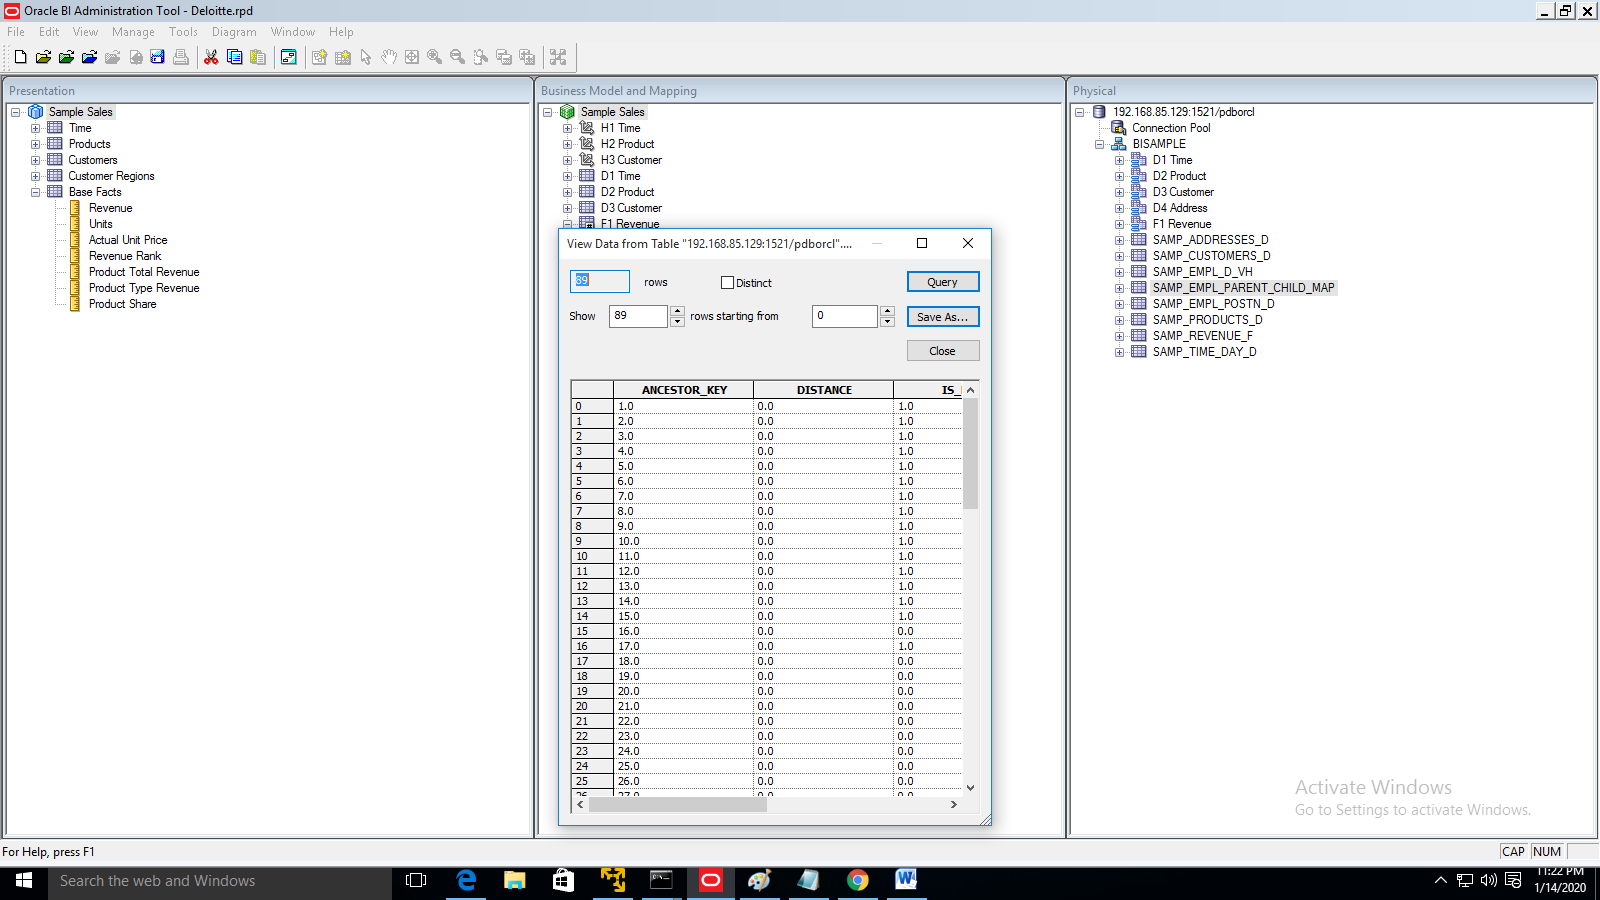 Oracle BI Administration Tool - Deloitte.rpd
File Edit View Manage Tools Diagram Window Help
Presentation
Sample Sales
Time
Products
Customers
Customer Regions
Base Facts
Revenue
Units
Actual Unit Price
Revenue Rank
Product Total Revenue
Product Type Revenue
Product Share
Business Model and Mapping
Sample Sales
H1 Time
H2 Product
H3 Customer
D1 Time
D2 Product
D3 Customer
F1 Revenue
View Data from Table "192.168.85.129:1521/pdborcl"....
89 rows Distinct Query
Show 89 rows starting from 0 Save As...
Close
ANCESTOR_KEY DISTANCE IS_
0 1.0 0.0 1.0
1 2.0 0.0 1.0
2 3.0 0.0 1.0
3 4.0 0.0 1.0
4 5.0 0.0 1.0
5 6.0 0.0 1.0
6 7.0 0.0 1.0
7 8.0 0.0 1.0
8 9.0 0.0 1.0
9 10.0 0.0 1.0
10 11.0 0.0 1.0
11 12.0 0.0 1.0
12 13.0 0.0 1.0
13 14.0 0.0 1.0
14 15.0 0.0 1.0
15 16.0 0.0 0.0
16 17.0 0.0 1.0
17 18.0 0.0 0.0
18 19.0 0.0 0.0
19 20.0 0.0 0.0
20 21.0 0.0 0.0
21 22.0 0.0 0.0
22 23.0 0.0 0.0
23 24.0 0.0 0.0
24 25.0 0.0 0.0
25 26.0 0.0 0.0
26 27.0 0.0 0.0
Physical
192.168.85.129:1521/pdborcl
Connection Pool
BISAMPLE
D1 Time
D2 Product
D3 Customer
D4 Address
F1 Revenue
SAMP_ADDRESSES_D
SAMP_CUSTOMERS_D
SAMP_EMPL_D_VH
SAMP_EMPL_PARENT_CHILD_MAP
SAMP_EMPL_POSTN_D
SAMP_PRODUCTS_D
SAMP_REVENUE_F
SAMP_TIME_DAY_D
Activate Windows
Go to Settings to activate Windows.
For Help, press F1
CAP NUM
Search the web and Windows
11:22 PM
1/14/2020